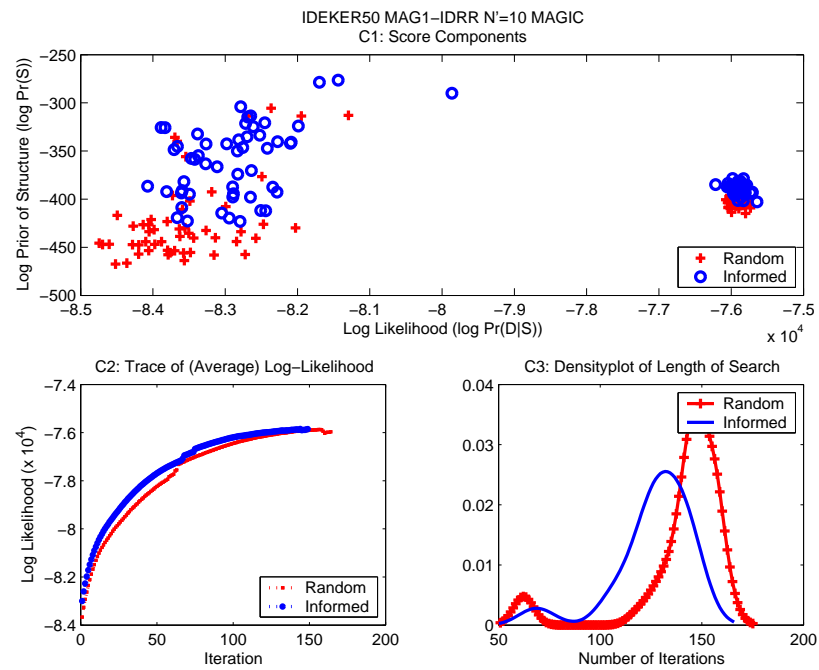 IDEKER50 MAG1−IDRR N'=10 MAGIC
C1: Score Components
Log Prior of Structure (log Pr(S))
−250
−300
−350
−400
−450
−500
−8.5
−8.4
−8.3
−8.2
−8.1
−8
−7.9
−7.8
−7.7
−7.6
−7.5
Log Likelihood (log Pr(D|S))
x 10⁴
Random
Informed
C2: Trace of (Average) Log−Likelihood
Log Likelihood (x 10⁴)
−7.4
−7.6
−7.8
−8
−8.2
−8.4
0
50
100
150
200
Iteration
Random
Informed
C3: Densityplot of Length of Search
0.04
0.03
0.02
0.01
0
50
100
150
200
Number of Iterations
Random
Informed